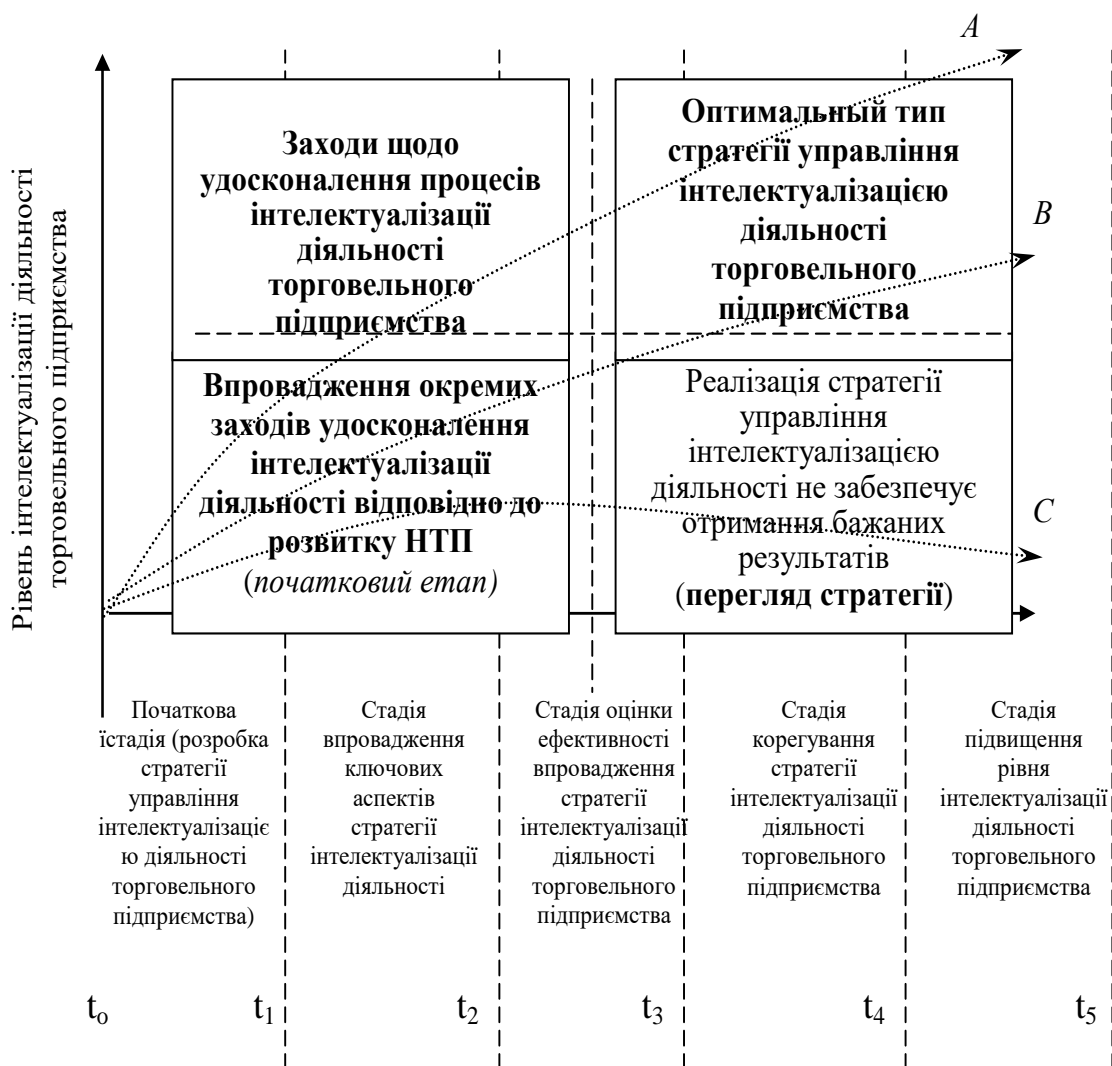 A
Рівень інтелектуалізації діяльності
торговельного підприємства
Заходи щодо
удосконалення процесів
інтелектуалізації
діяльності
торговельного
підприємства
Оптимальный тип
стратегії управління
інтелектуалізацією
діяльності
торговельного
підприємства
B
Впровадження окремих
заходів удосконалення
інтелектуалізації
діяльності відповідно до
розвитку НТП
(початковий етап)
Реалізація стратегії
управління
інтелектуалізацією
діяльності не забезпечує
отримання бажаних
результатів
(перегляд стратегії)
C
Початкова
їстадія (розробка
стратегії
управління
інтелектуалізаціє
ю діяльності
торговельного
підприємства)
Стадія
впровадження
ключових
аспектів
стратегії
інтелектуалізації
діяльності
Стадія оцінки
ефективності
впровадження
стратегії
інтелектуалізації
діяльності
торговельного
підприємства
Стадія
корегування
стратегії
інтелектуалізації
діяльності
торговельного
підприємства
Стадія
підвищення
рівня
інтелектуалізації
діяльності
торговельного
підприємства
t₀ t₁ t₂ t₃ t₄ t₅